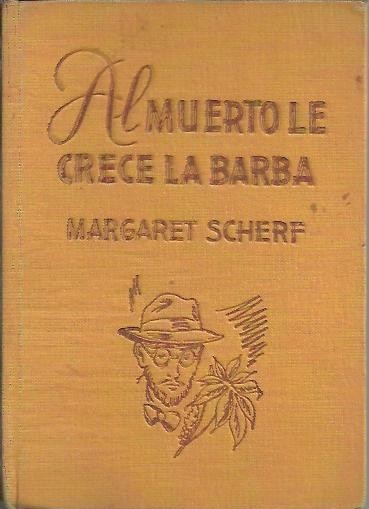 Al MUERTO LE
CRECE LA BARBA
MARGARET SCHERF